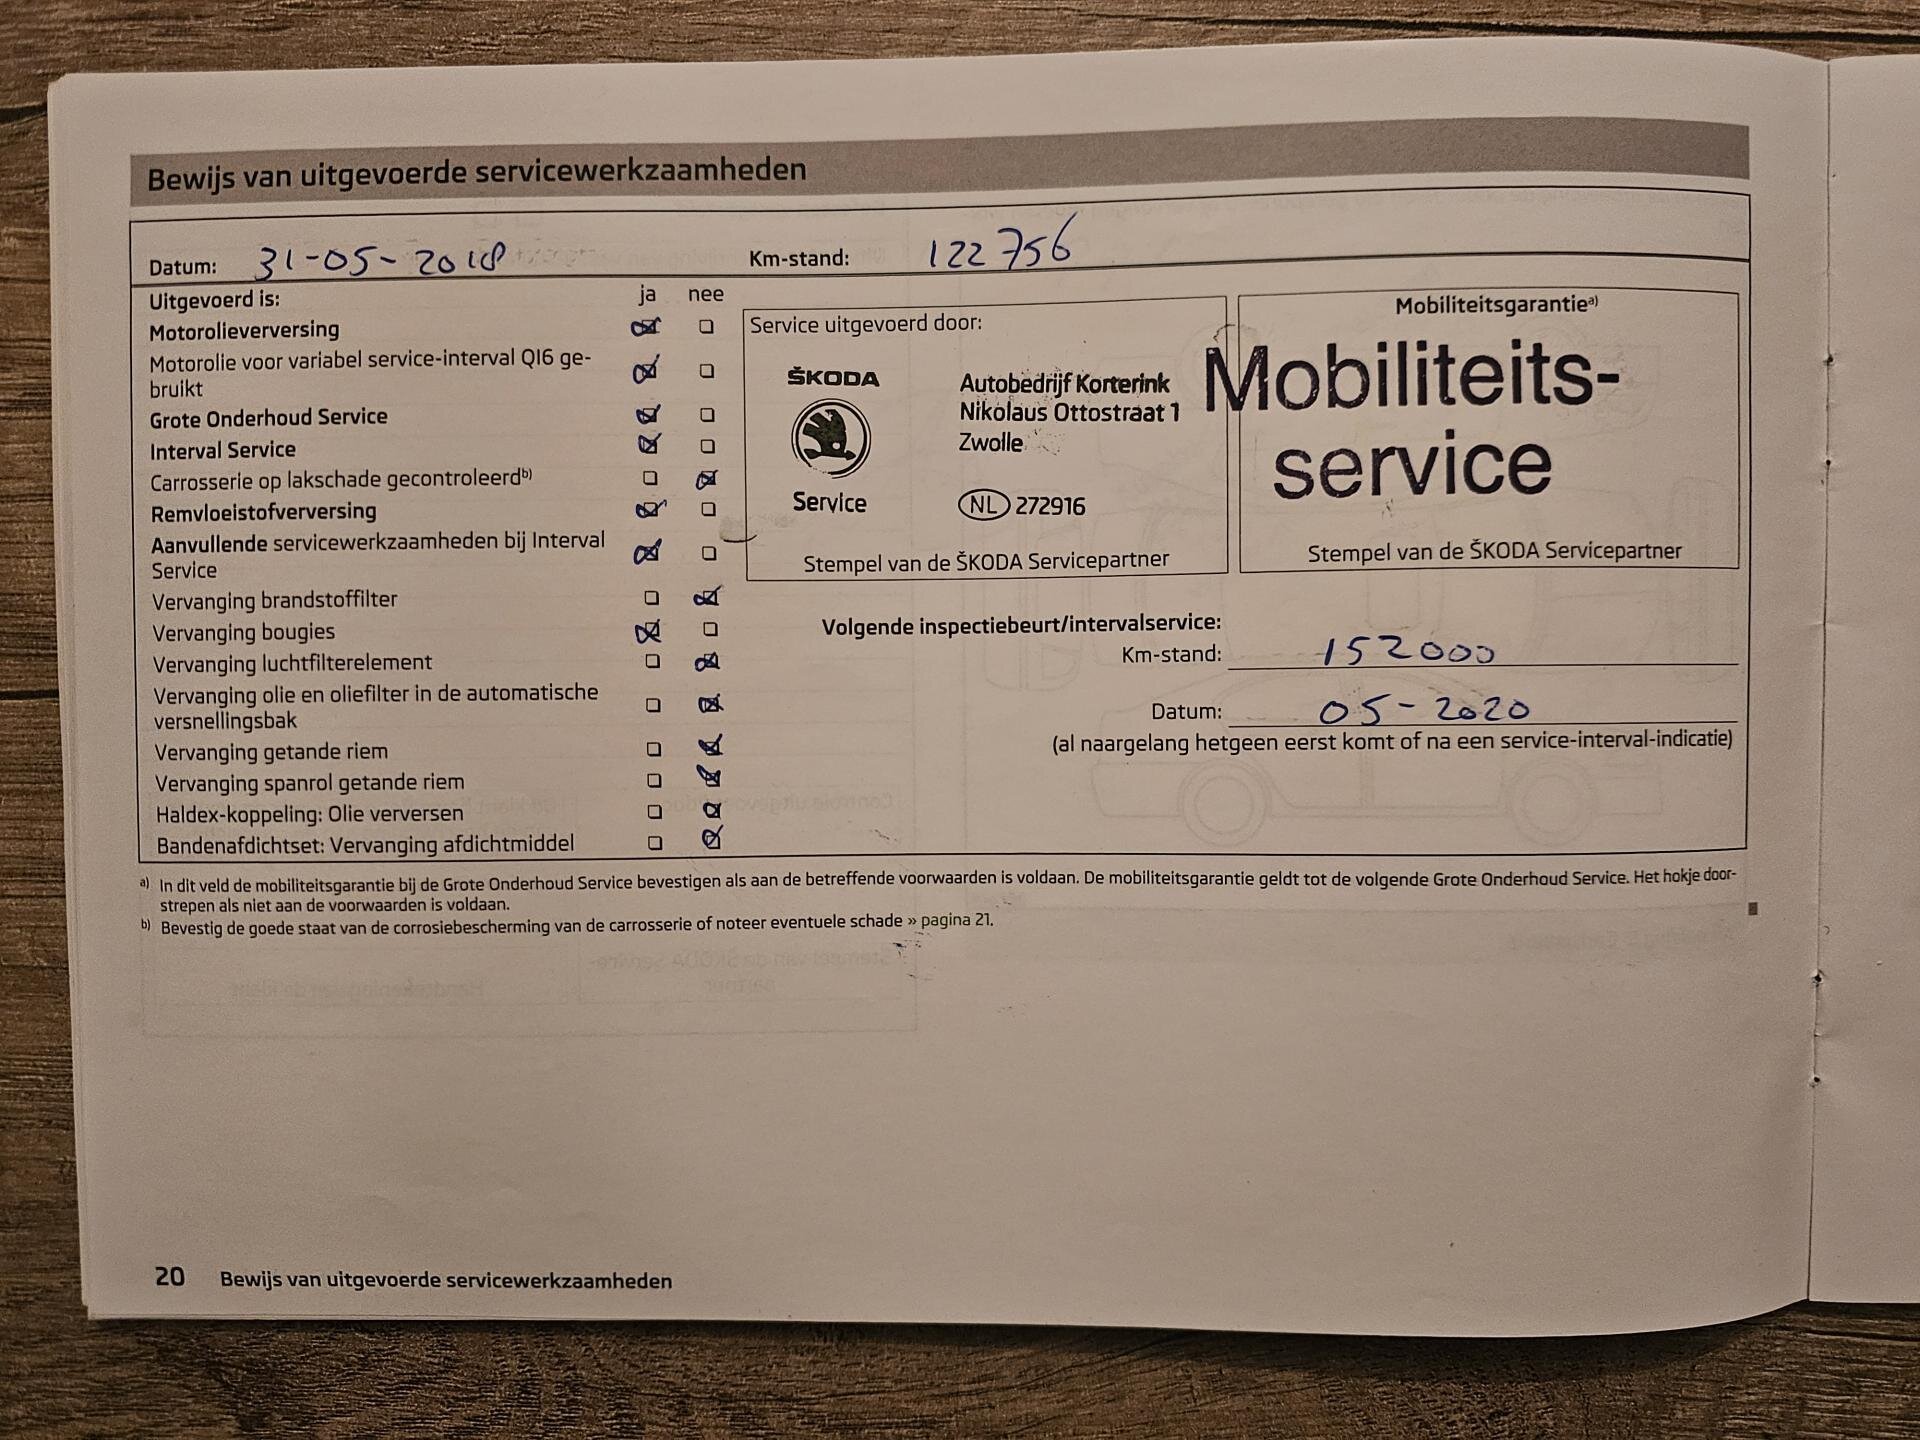 Bewijs van uitgevoerde servicewerkzaamheden
Datum: 31-05-2018 Km-stand: 122756
Uitgevoerd is: ja nee
Motorolieverversing
Motorolie voor variabel service-interval QI6 ge-
bruikt
Grote Onderhoud Service
Interval Service
Carrosserie op lakschade gecontroleerd b)
Remvloeistofverversing
Aanvullende servicewerkzaamheden bij Interval
Service
Vervanging brandstoffilter
Vervanging bougies
Vervanging luchtfilterelement
Vervanging olie en oliefilter in de automatische
versnellingsbak
Vervanging getande riem
Vervanging spanrol getande riem
Haldex-koppeling: Olie verversen
Bandenafdichtset: Vervanging afdichtmiddel
Service uitgevoerd door:
ŠKODA
Service
Autobedrijf Korterink
Nikolaus Ottostraat 1
Zwolle
NL 272916
Stempel van de ŠKODA Servicepartner
Mobiliteitsgarantie a)
Mobiliteits-
service
Stempel van de ŠKODA Servicepartner
Volgende inspectiebeurt/intervalservice:
Km-stand: 152000
Datum: 05-2020
(al naargelang hetgeen eerst komt of na een service-interval-indicatie)
a) In dit veld de mobiliteitsgarantie bij de Grote Onderhoud Service bevestigen als aan de betreffende voorwaarden is voldaan. De mobiliteitsgarantie geldt tot de volgende Grote Onderhoud Service. Het hokje door-
strepen als niet aan de voorwaarden is voldaan.
b) Bevestig de goede staat van de corrosiebescherming van de carrosserie of noteer eventuele schade » pagina 21.
20 Bewijs van uitgevoerde servicewerkzaamheden